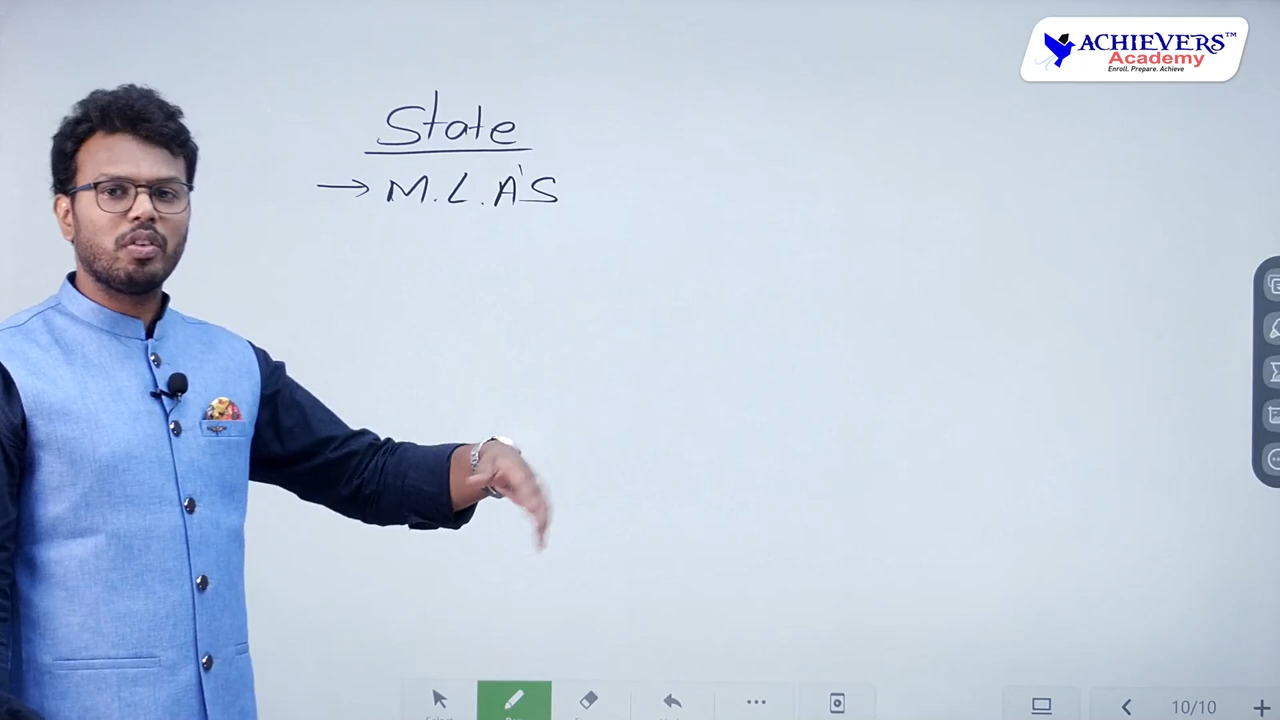 ACHIEVERS™
Academy
Enroll. Prepare. Achieve
State
→ M.L.A'S
10/10